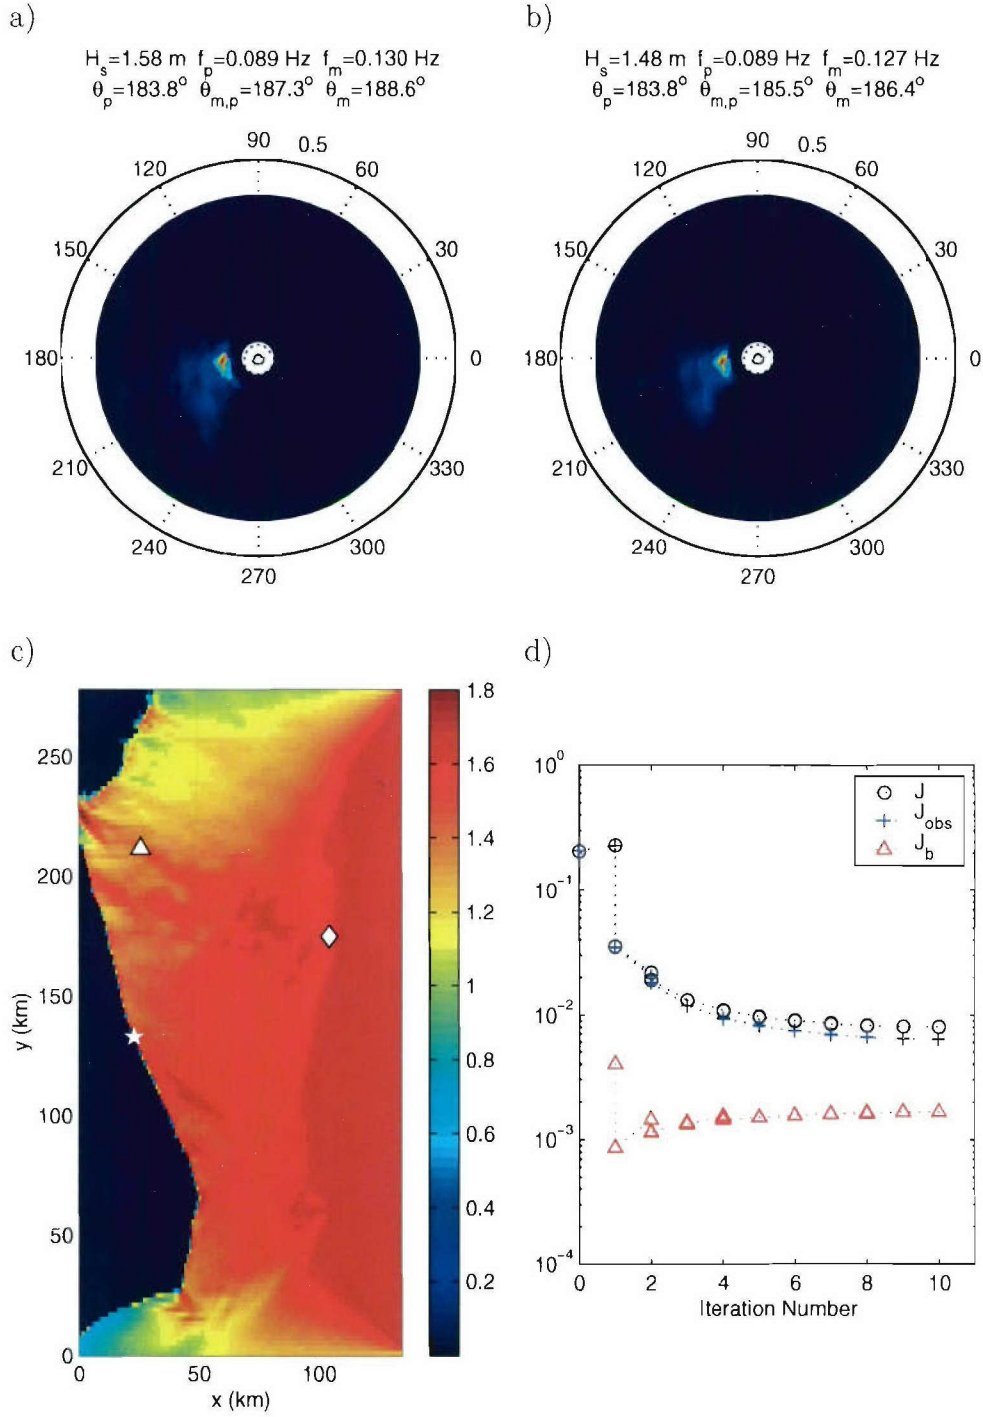 a)
H_s=1.58 m f_p=0.089 Hz f_m=0.130 Hz
θ_p=183.8° θ_m,p=187.3° θ_m=188.6°
90 0.5
120 60
150 30
180 0
210 330
240 300
270
b)
H_s=1.48 m f_p=0.089 Hz f_m=0.127 Hz
θ_p=183.8° θ_m,p=185.5° θ_m=186.4°
90 0.5
120 60
150 30
180 0
210 330
240 300
270
c)
y (km)
250
200
150
100
50
0
0 50 100
x (km)
1.8
1.6
1.4
1.2
1
0.8
0.6
0.4
0.2
d)
10^0
10^-1
10^-2
10^-3
10^-4
J
J_obs
J_b
0 2 4 6 8 10
Iteration Number